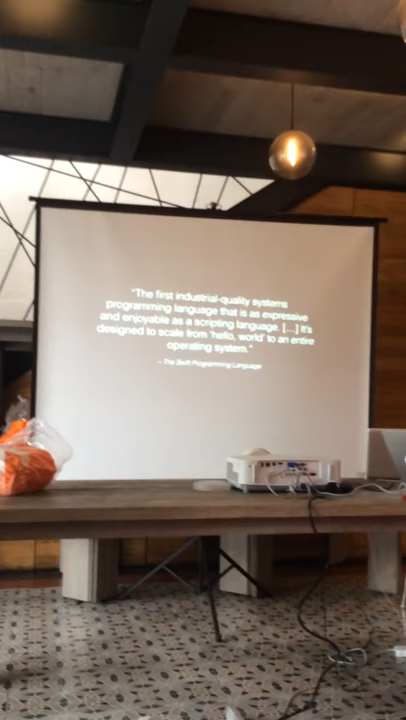 "The first industrial-quality systems
programming language that is as expressive
and enjoyable as a scripting language. [...] It's
designed to scale from 'hello, world' to an entire
operating system."
- The Swift Programming Language